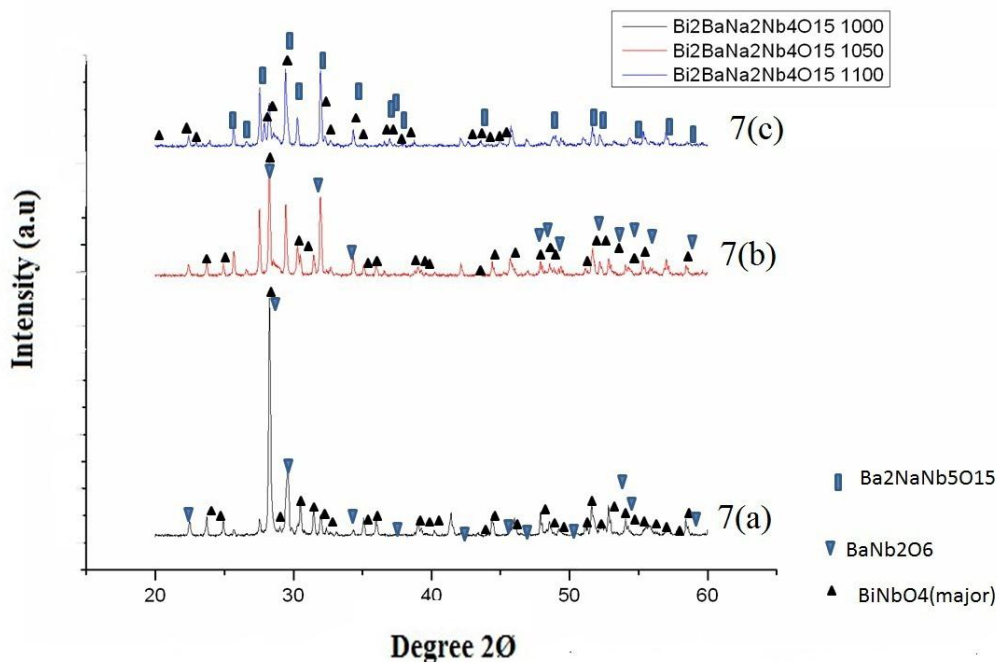 Bi2BaNa2Nb4O15 1000
Bi2BaNa2Nb4O15 1050
Bi2BaNa2Nb4O15 1100
7(c)
7(b)
7(a)
Intensity (a.u)
Ba2NaNb5O15
BaNb2O6
BiNbO4(major)
20 30 40 50 60
Degree 2Ø